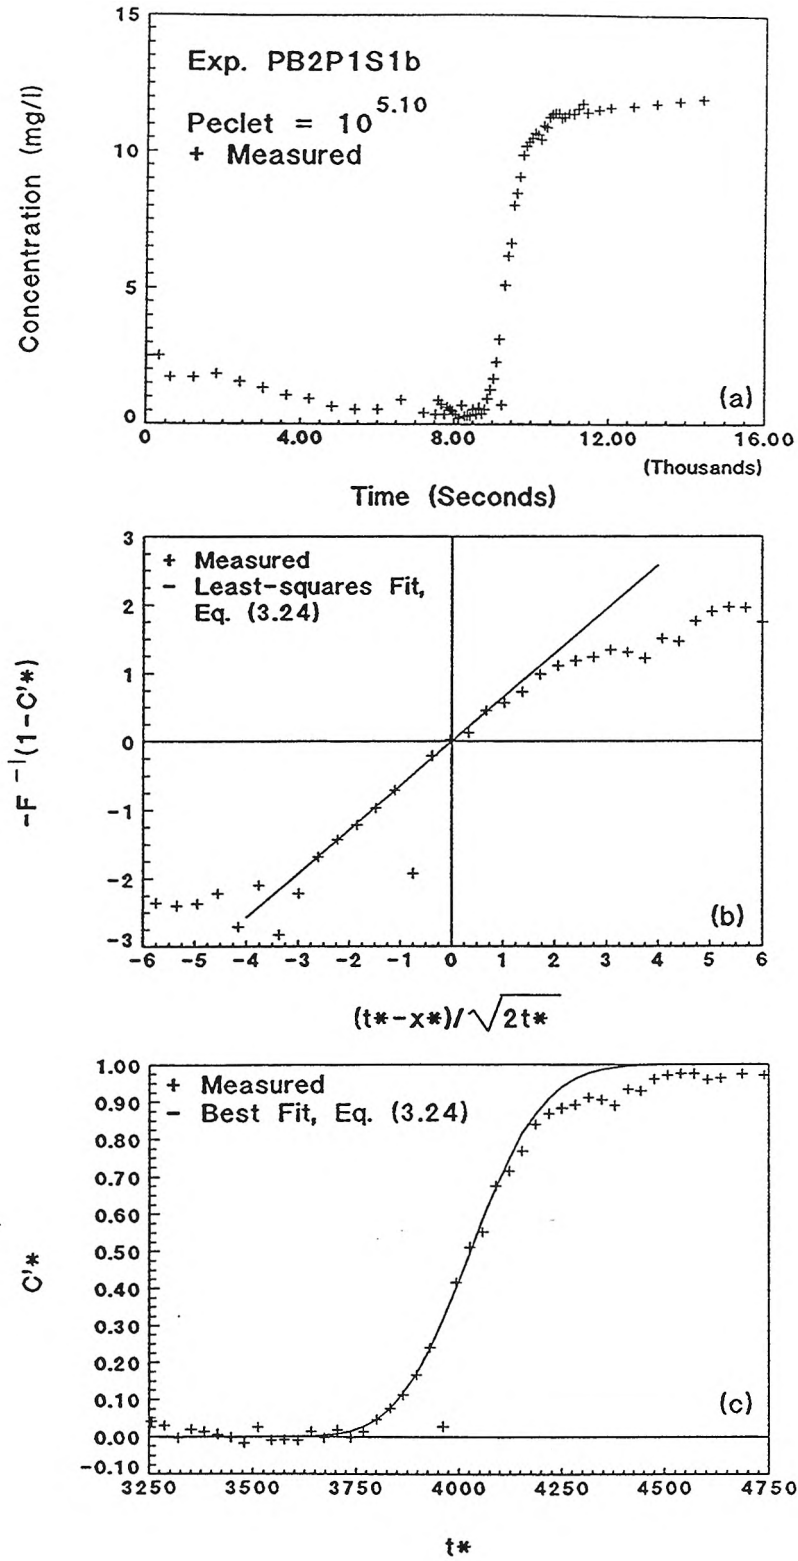 15
10
5
0
Concentration (mg/l)
Exp. PB2P1S1b
Peclet = 10^5.10
+ Measured
(a)
0 4.00 8.00 12.00 16.00
(Thousands)
Time (Seconds)
3
2
1
0
-1
-2
-3
-F^-1(1-C'*)
+ Measured
- Least-squares Fit,
Eq. (3.24)
(b)
-6 -5 -4 -3 -2 -1 0 1 2 3 4 5 6
(t*-x*)/√2t*
1.00
0.90
0.80
0.70
0.60
0.50
0.40
0.30
0.20
0.10
0.00
-0.10
C'*
+ Measured
- Best Fit, Eq. (3.24)
(c)
3250 3500 3750 4000 4250 4500 4750
t*